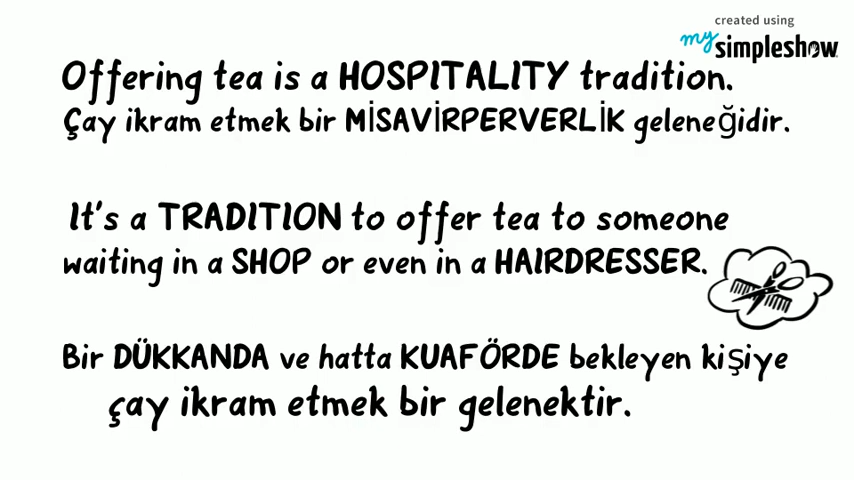 created using
mysimpleshow
Offering tea is a HOSPITALITY tradition.
Çay ikram etmek bir MİSAVİRPERVERLİK geleneğidir.
It's a TRADITION to offer tea to someone
waiting in a SHOP or even in a HAIRDRESSER.
Bir DÜKKANDA ve hatta KUAFÖRDE bekleyen kişiye
çay ikram etmek bir gelenektir.